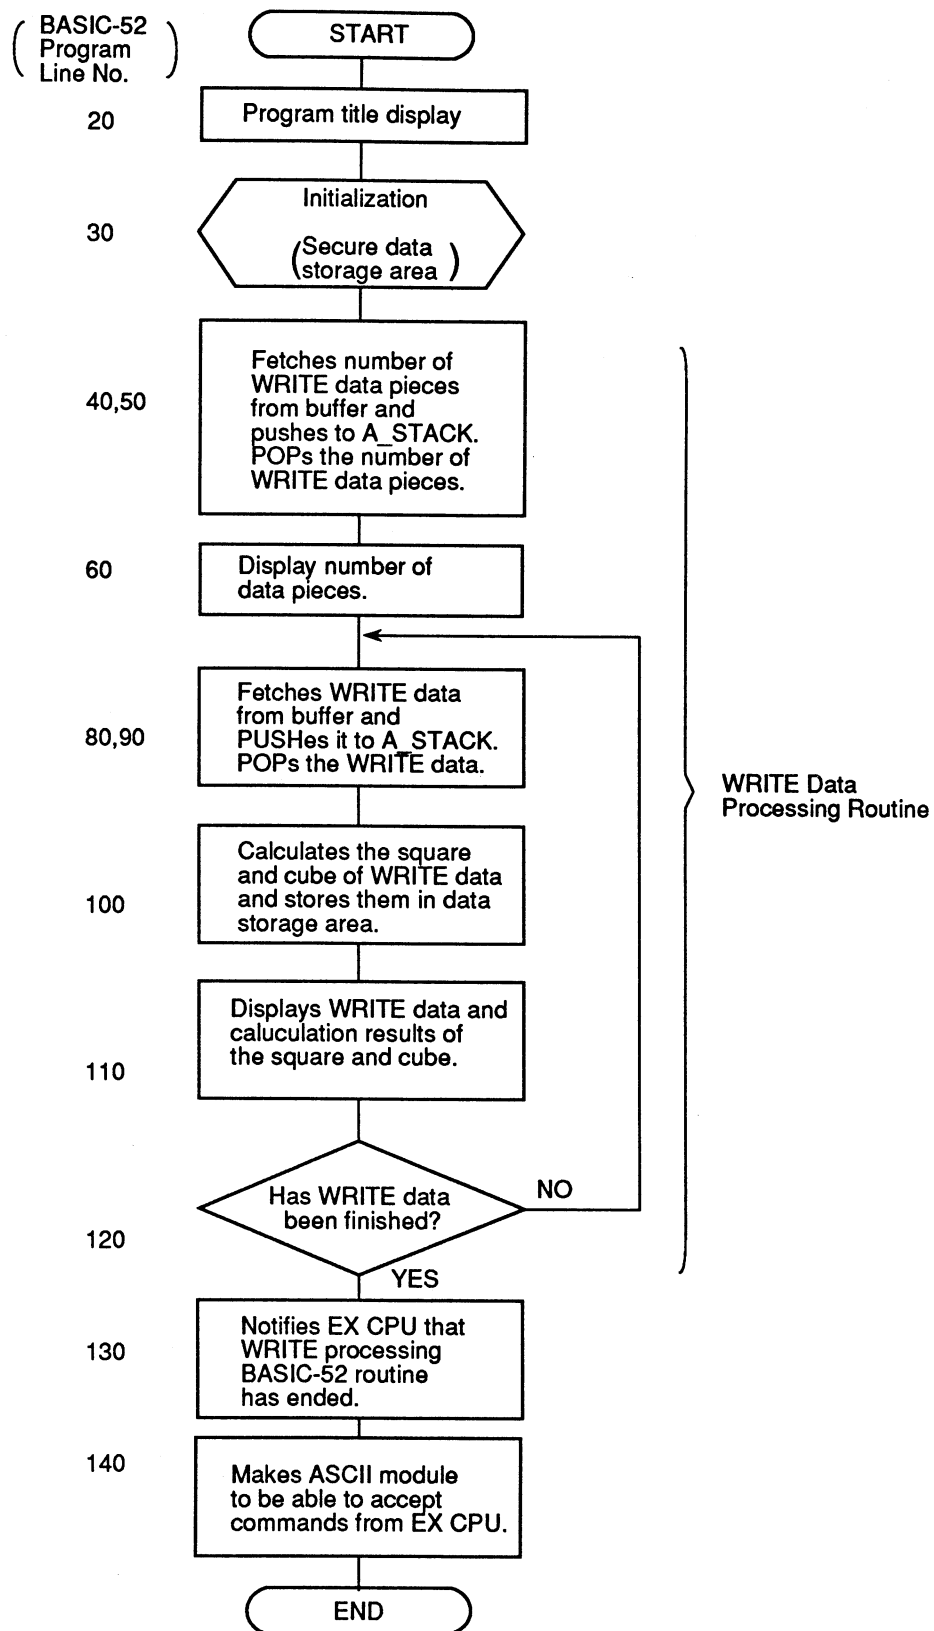 BASIC-52
Program
Line No.
START
20
Program title display
30
Initialization
(Secure data
storage area)
40,50
Fetches number of
WRITE data pieces
from buffer and
pushes to A_STACK.
POPs the number of
WRITE data pieces.
60
Display number of
data pieces.
80,90
Fetches WRITE data
from buffer and
PUSHes it to A_STACK.
POPs the WRITE data.
WRITE Data
Processing Routine
100
Calculates the square
and cube of WRITE data
and stores them in data
storage area.
110
Displays WRITE data and
caluculation results of
the square and cube.
120
Has WRITE data
been finished?
NO
YES
130
Notifies EX CPU that
WRITE processing
BASIC-52 routine
has ended.
140
Makes ASCII module
to be able to accept
commands from EX CPU.
END